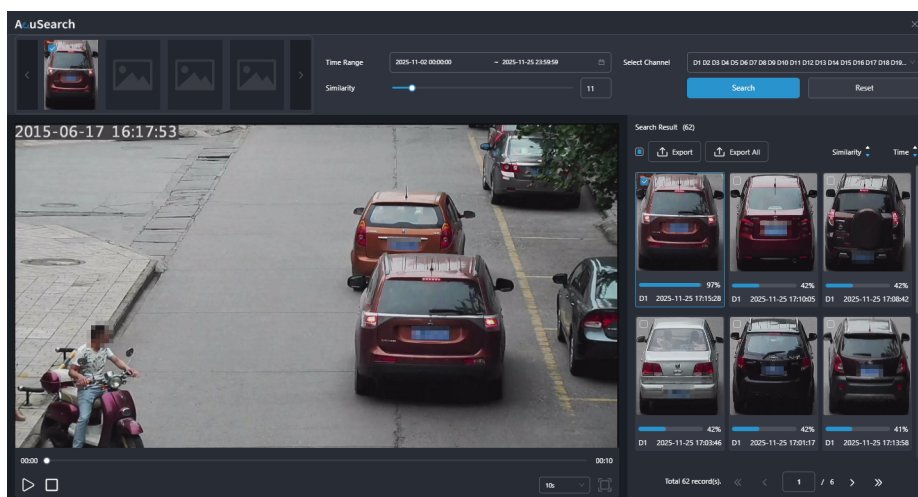 AcuSearch
Target
Time Range
2025-11-02 00:00:00 ~ 2025-11-25 23:59:59
Select Channel
D1 D2 D3 D4 D5 D6 D7 D8 D9 D10 D11 D12 D13 D14 D15 D16 D17 D18 D19...
Similarity
11
Search
Reset
2015-06-17 16:17:53
00:00
00:10
10s
Search Result (62)
Export
Export All
Similarity
Time
97%
42%
42%
D1 2025-11-25 17:15:28
D1 2025-11-25 17:10:05
D1 2025-11-25 17:08:42
42%
42%
41%
D1 2025-11-25 17:03:46
D1 2025-11-25 17:01:17
D1 2025-11-25 17:13:58
Total 62 record(s).
1 / 6